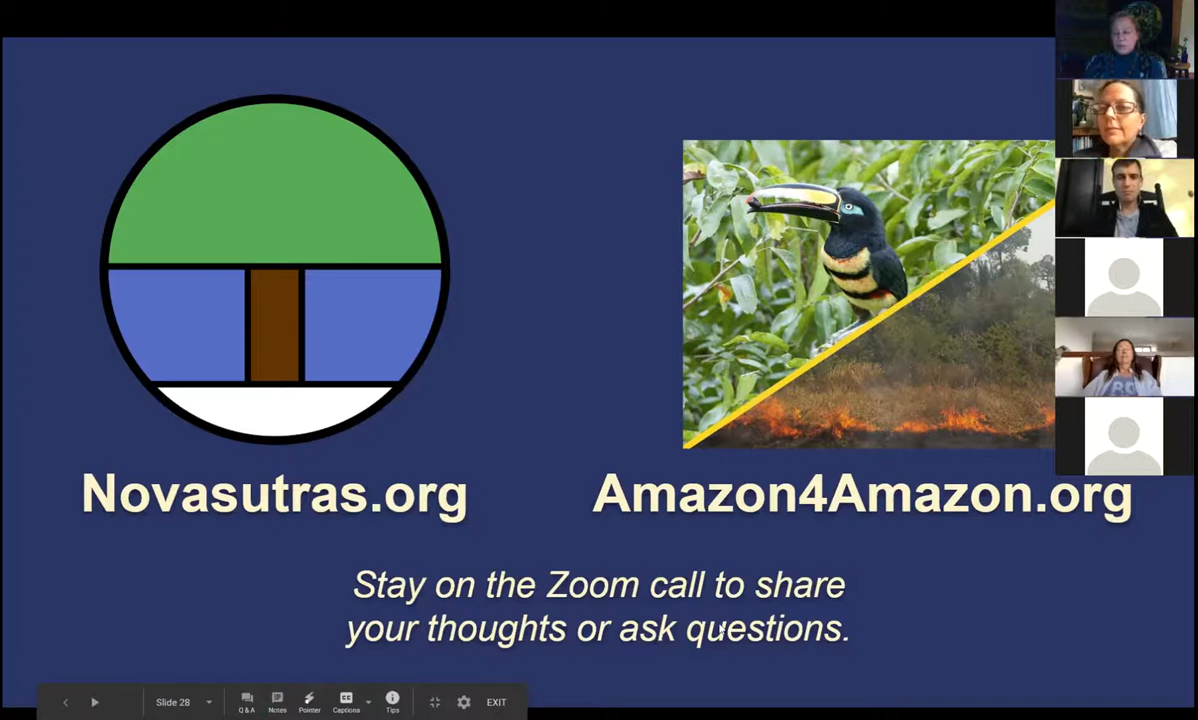 Novasutras.org
Amazon4Amazon.org
Stay on the Zoom call to share
your thoughts or ask questions.
Slide 28
Q & A
Notes
Pointer
CC
Captions
Tips
EXIT